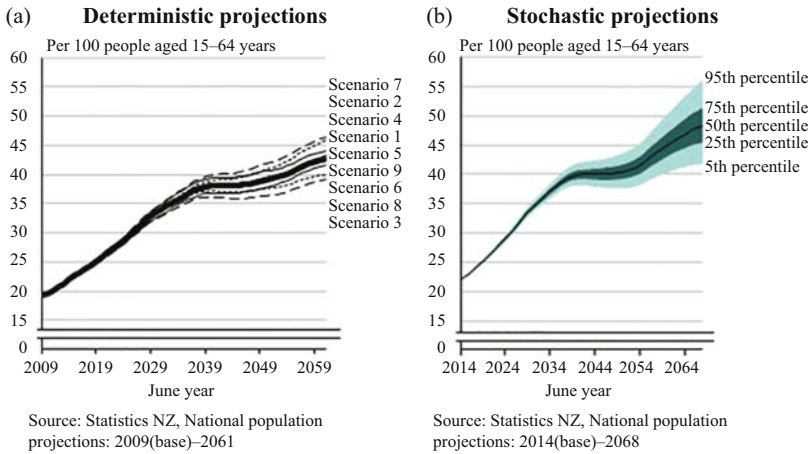 (a) Deterministic projections
Per 100 people aged 15–64 years
60
55
50
45
40
35
30
25
20
15
0
Scenario 7
Scenario 2
Scenario 4
Scenario 1
Scenario 5
Scenario 9
Scenario 6
Scenario 8
Scenario 3
2009 2019 2029 2039 2049 2059
June year
Source: Statistics NZ, National population
projections: 2009(base)–2061
(b) Stochastic projections
Per 100 people aged 15–64 years
60
55
50
45
40
35
30
25
20
15
0
95th percentile
75th percentile
50th percentile
25th percentile
5th percentile
2014 2024 2034 2044 2054 2064
June year
Source: Statistics NZ, National population
projections: 2014(base)–2068